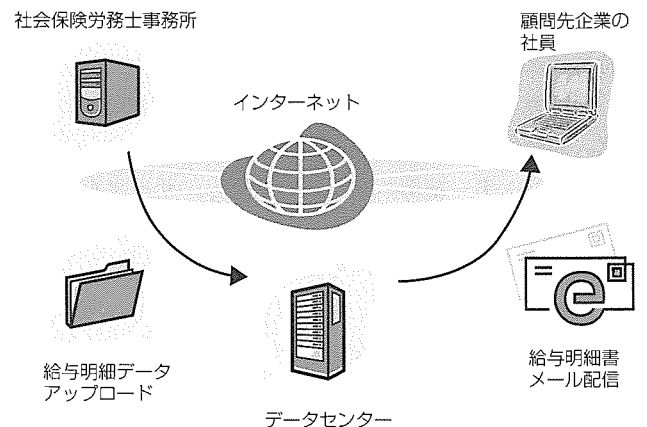 社会保険労務士事務所
顧問先企業の
社員
インターネット
給与明細データ
アップロード
給与明細書
メール配信
データセンター